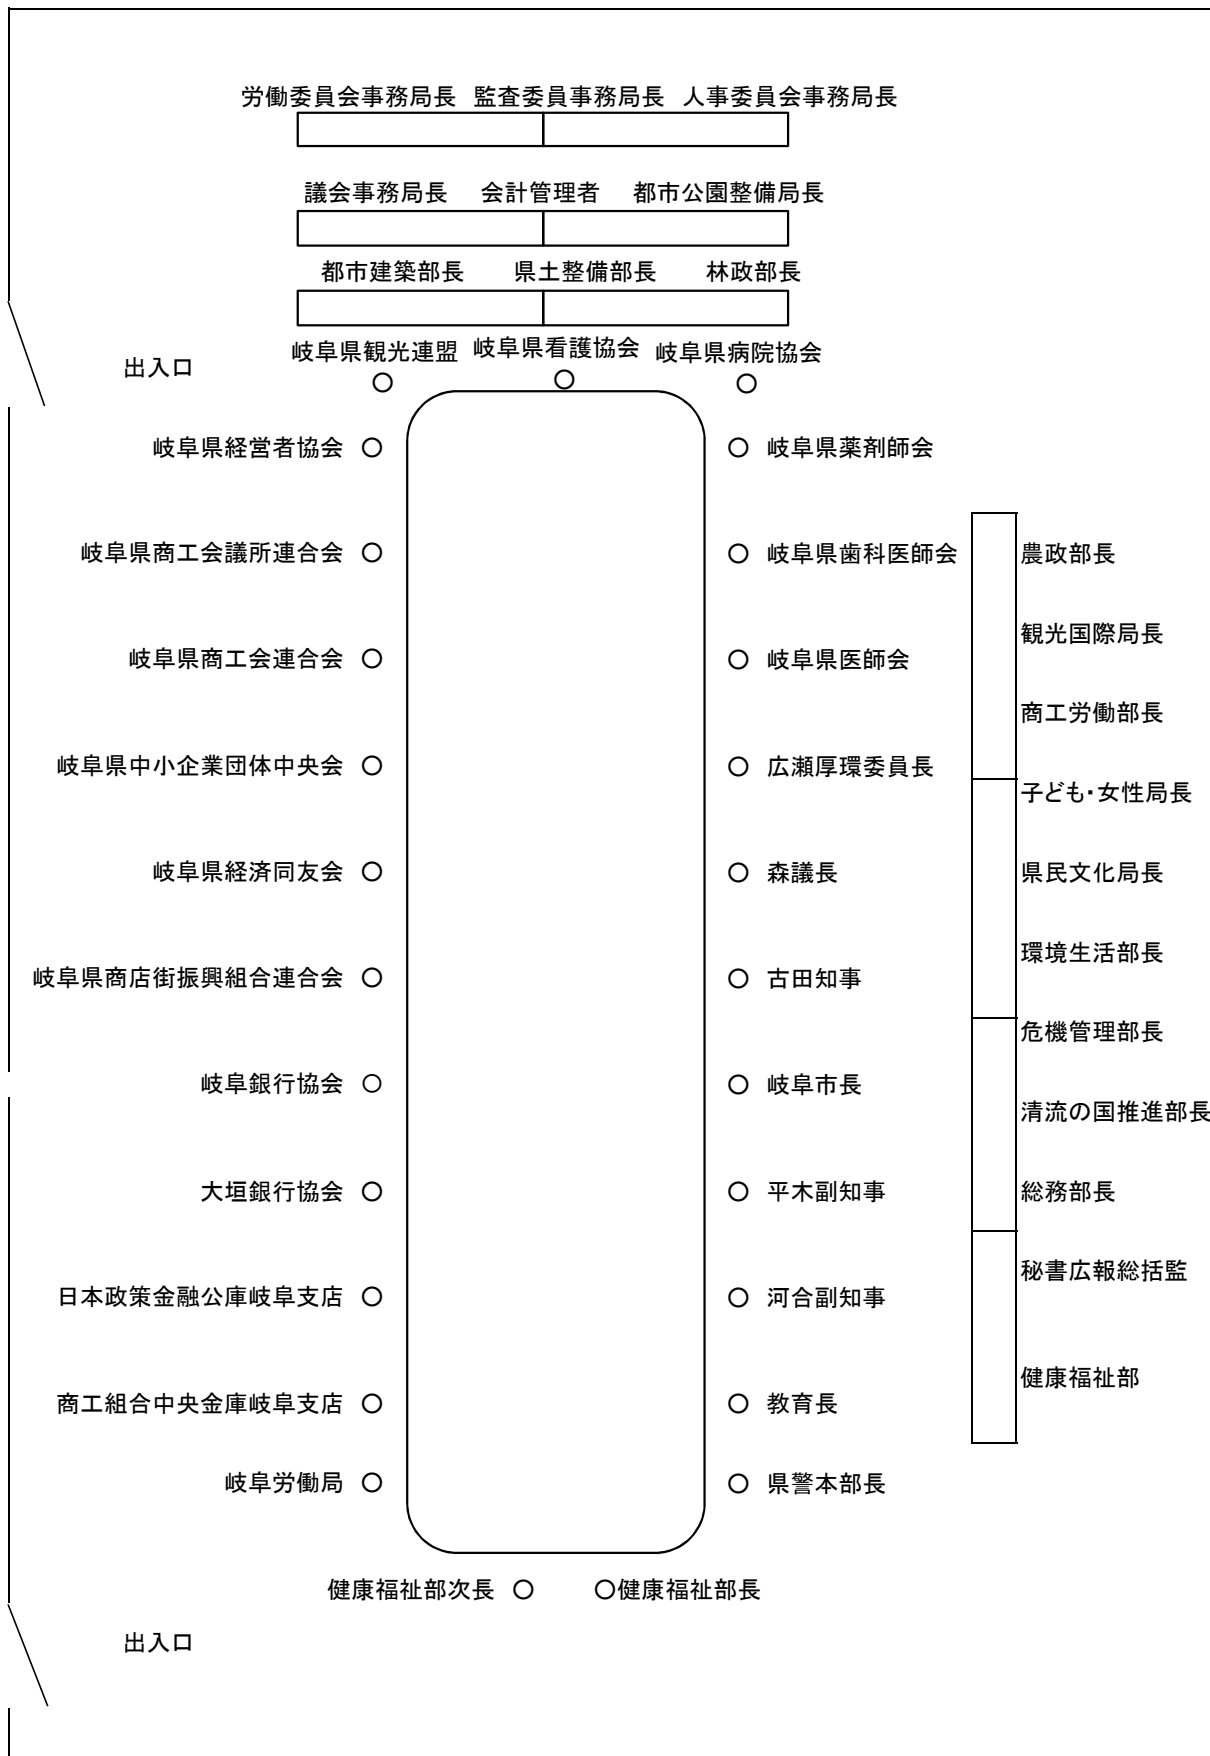 労働委員会事務局長 監査委員事務局長 人事委員会事務局長
議会事務局長 会計管理者 都市公園整備局長
都市建築部長 県土整備部長 林政部長
岐阜県観光連盟 岐阜県看護協会 岐阜県病院協会
出入口
岐阜県経営者協会 ○ ○ 岐阜県薬剤師会
岐阜県商工会議所連合会 ○ ○ 岐阜県歯科医師会 農政部長
観光国際局長
岐阜県商工会連合会 ○ ○ 岐阜県医師会
商工労働部長
岐阜県中小企業団体中央会 ○ ○ 広瀬厚環委員長
子ども・女性局長
岐阜県経済同友会 ○ ○ 森議長 県民文化局長
環境生活部長
岐阜県商店街振興組合連合会 ○ ○ 古田知事
危機管理部長
岐阜銀行協会 ○ ○ 岐阜市長
清流の国推進部長
大垣銀行協会 ○ ○ 平木副知事 総務部長
秘書広報総括監
日本政策金融公庫岐阜支店 ○ ○ 河合副知事
健康福祉部
商工組合中央金庫岐阜支店 ○ ○ 教育長
岐阜労働局 ○ ○ 県警本部長
健康福祉部次長 ○ ○健康福祉部長
出入口